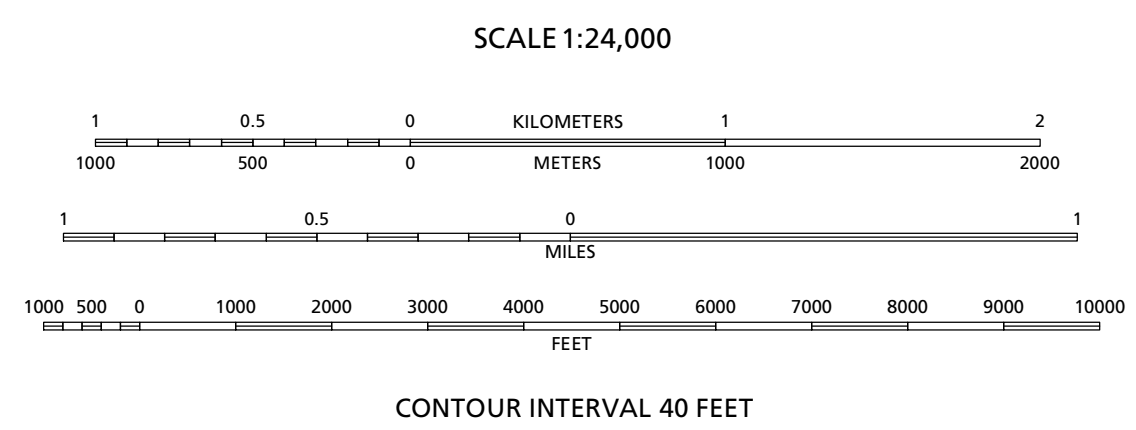 SCALE 1:24,000
1 0.5 0 KILOMETERS 1 2
1000 500 0 METERS 1000 2000
1 0.5 0 1
MILES
1000 500 0 1000 2000 3000 4000 5000 6000 7000 8000 9000 10000
FEET
CONTOUR INTERVAL 40 FEET